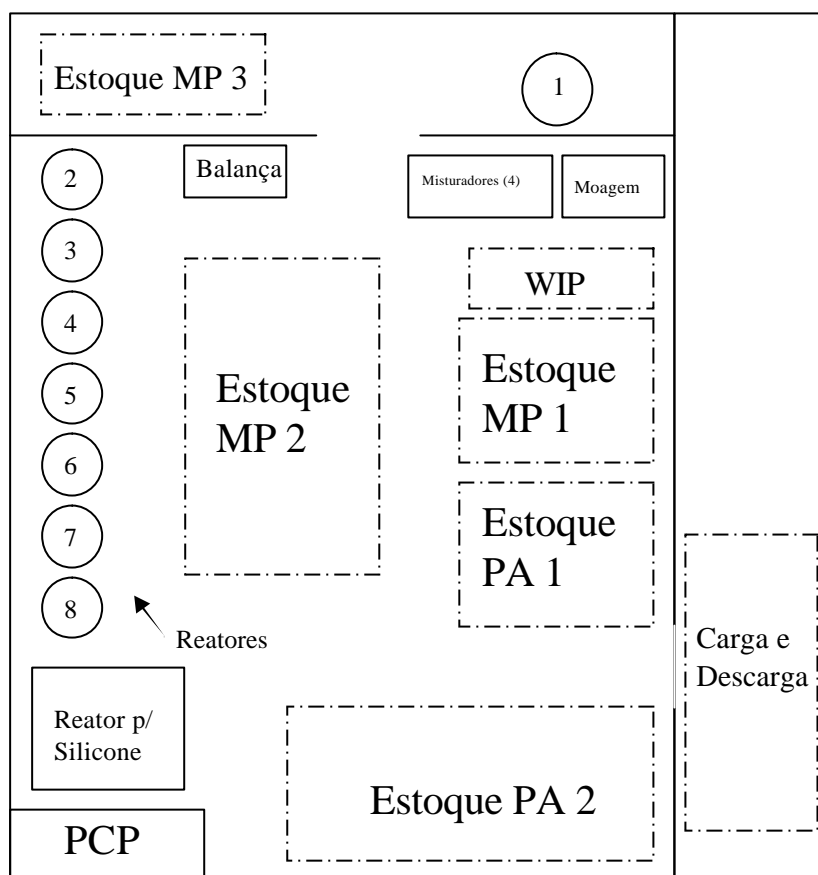 Estoque MP 3
1
2
Balança
Misturadores (4)
Moagem
3
WIP
4
Estoque
MP 2
Estoque
MP 1
5
6
7
Estoque
PA 1
8
Reatores
Carga e
Descarga
Reator p/
Silicone
Estoque PA 2
PCP